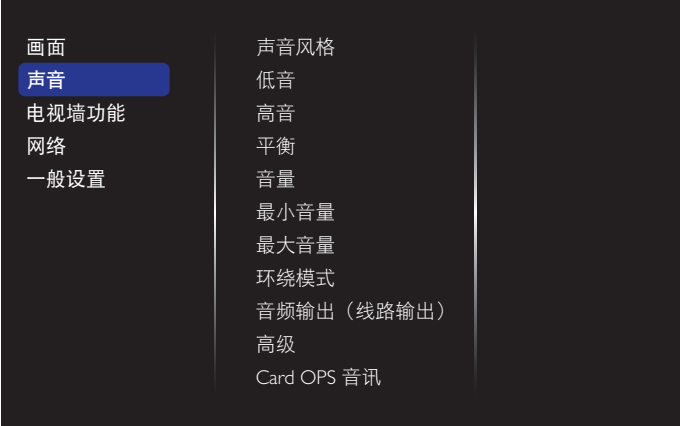 画面
声音
电视墙功能
网络
一般设置
声音风格
低音
高音
平衡
音量
最小音量
最大音量
环绕模式
音频输出（线路输出）
高级
Card OPS 音讯